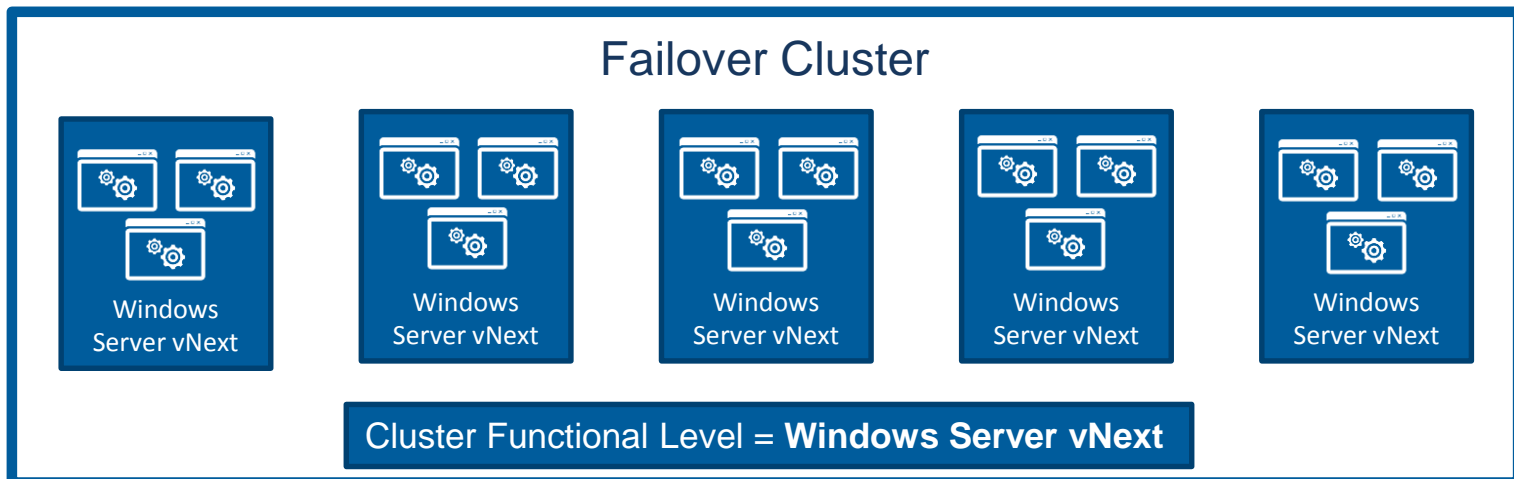 Failover Cluster
Windows
Server vNext
Windows
Server vNext
Windows
Server vNext
Windows
Server vNext
Windows
Server vNext
Cluster Functional Level = Windows Server vNext